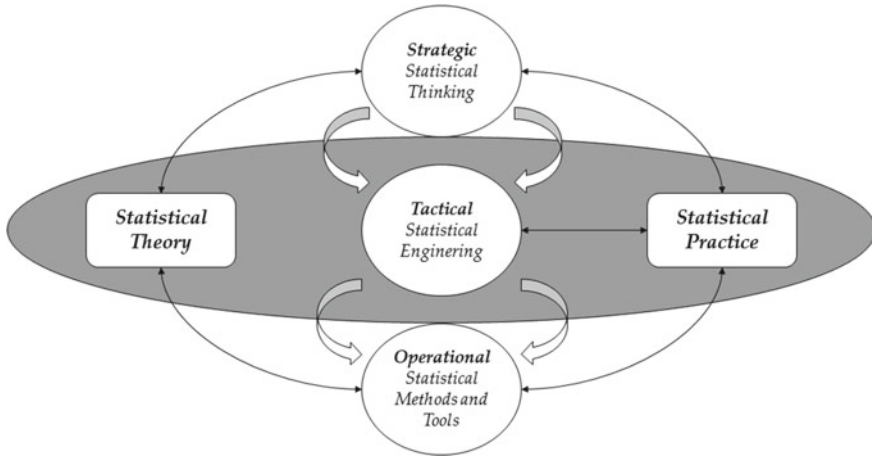 Strategic
Statistical
Thinking
Statistical
Theory
Tactical
Statistical
Enginering
Statistical
Practice
Operational
Statistical
Methods and
Tools